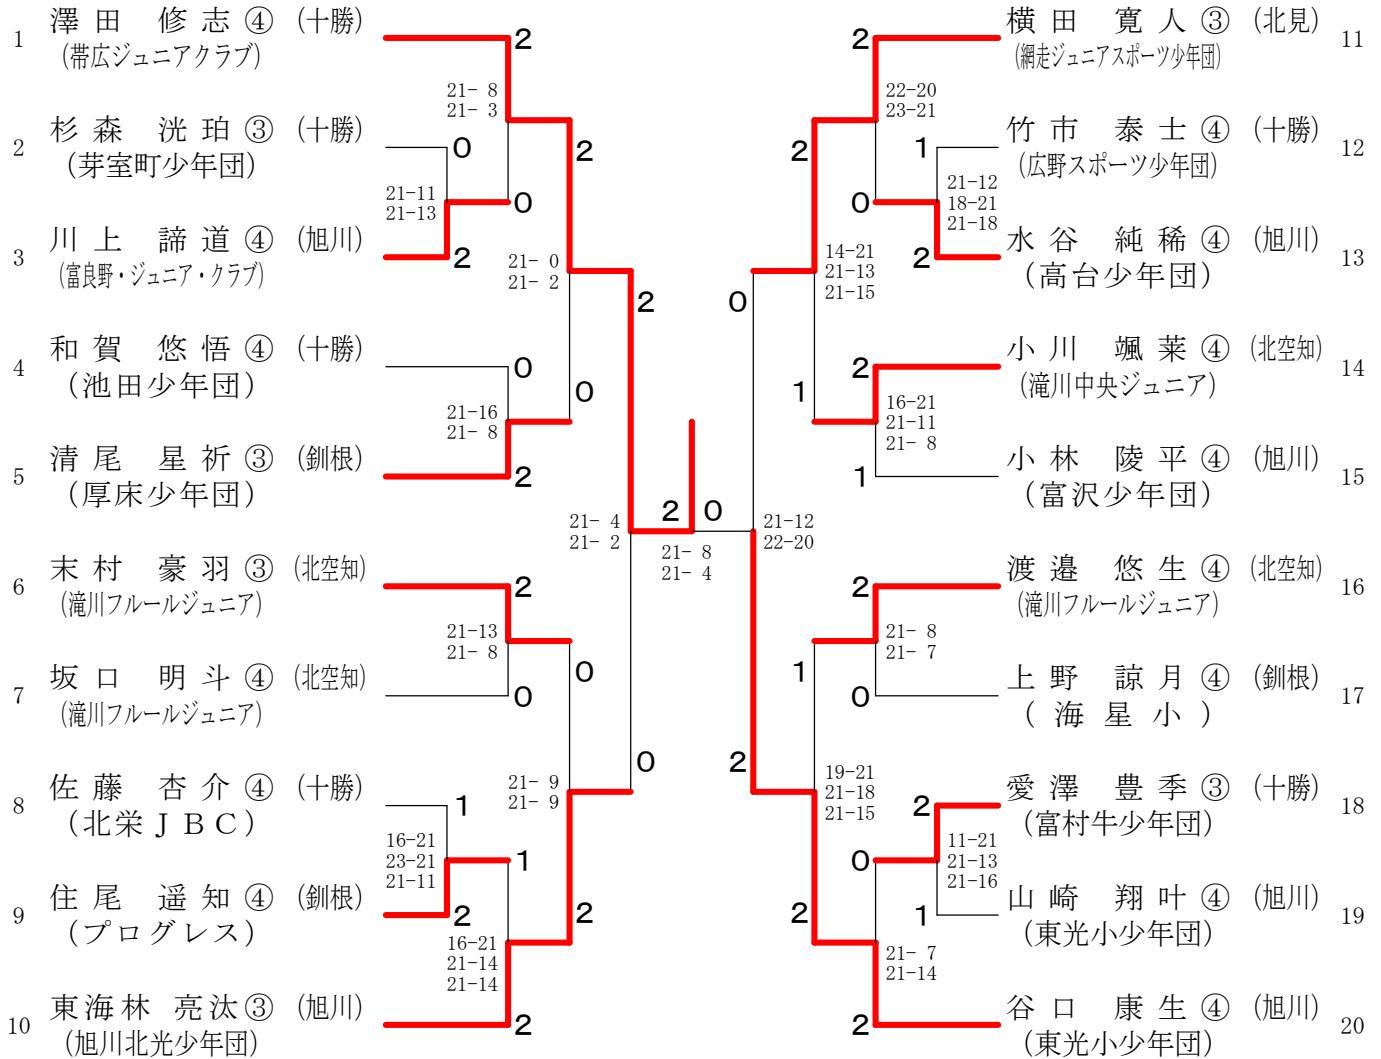 1 澤田 修志④ (十勝)
(帯広ジュニアクラブ)
2 杉森 洸珀③ (十勝)
(芽室町少年団)
3 川上 諦道④ (旭川)
(富良野・ジュニア・クラブ)
4 和賀 悠悟④ (十勝)
(池田少年団)
5 清尾 星祈③ (釧根)
(厚床少年団)
6 末村 豪羽③ (北空知)
(滝川フルールジュニア)
7 坂口 明斗④ (北空知)
(滝川フルールジュニア)
8 佐藤 杏介④ (十勝)
(北栄JBC)
9 住尾 遥知④ (釧根)
(プログレス)
10 東海林 亮汰③ (旭川)
(旭川北光少年団)
2
21- 8
21- 3
0
0
21-11
21-13
2
2
21- 0
21- 2
0
0
21-16
21- 8
2
2
21- 4
21- 2
0
2
21-13
21- 8
0
0
21- 9
21- 9
2
1
16-21
23-21
21-11
2
1
16-21
21-14
21-14
2
2 0
21- 8
21- 4
0
21-12
22-20
2
2
14-21
21-13
21-15
1
2
22-20
23-21
0
1
21-12
18-21
21-18
2
2
16-21
21-11
21- 8
1
1
19-21
21-18
21-15
2
2
21- 8
21- 7
0
2
11-21
21-13
21-16
1
0
21- 7
21-14
2
横田 寛人③ (北見) 11
(網走ジュニアスポーツ少年団)
竹市 泰士④ (十勝) 12
(広野スポーツ少年団)
水谷 純稀④ (旭川) 13
(高台少年団)
小川 颯菜④ (北空知) 14
(滝川中央ジュニア)
小林 陵平④ (旭川) 15
(富沢少年団)
渡邉 悠生④ (北空知) 16
(滝川フルールジュニア)
上野 諒月④ (釧根) 17
(海星小)
愛澤 豊季③ (十勝) 18
(富村牛少年団)
山崎 翔叶④ (旭川) 19
(東光小少年団)
谷口 康生④ (旭川) 20
(東光小少年団)